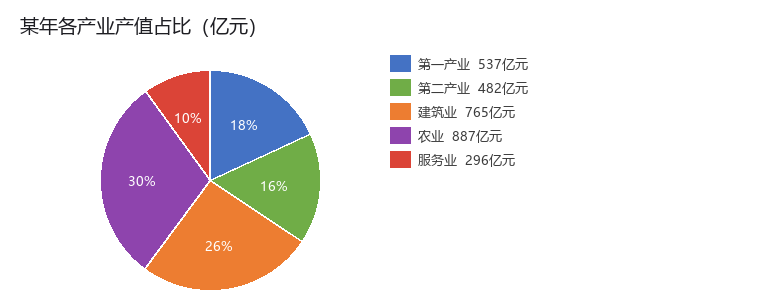 某年各产业产值占比（亿元）
第一产业 537亿元
第二产业 482亿元
建筑业 765亿元
农业 887亿元
服务业 296亿元
10%
18%
30%
16%
26%